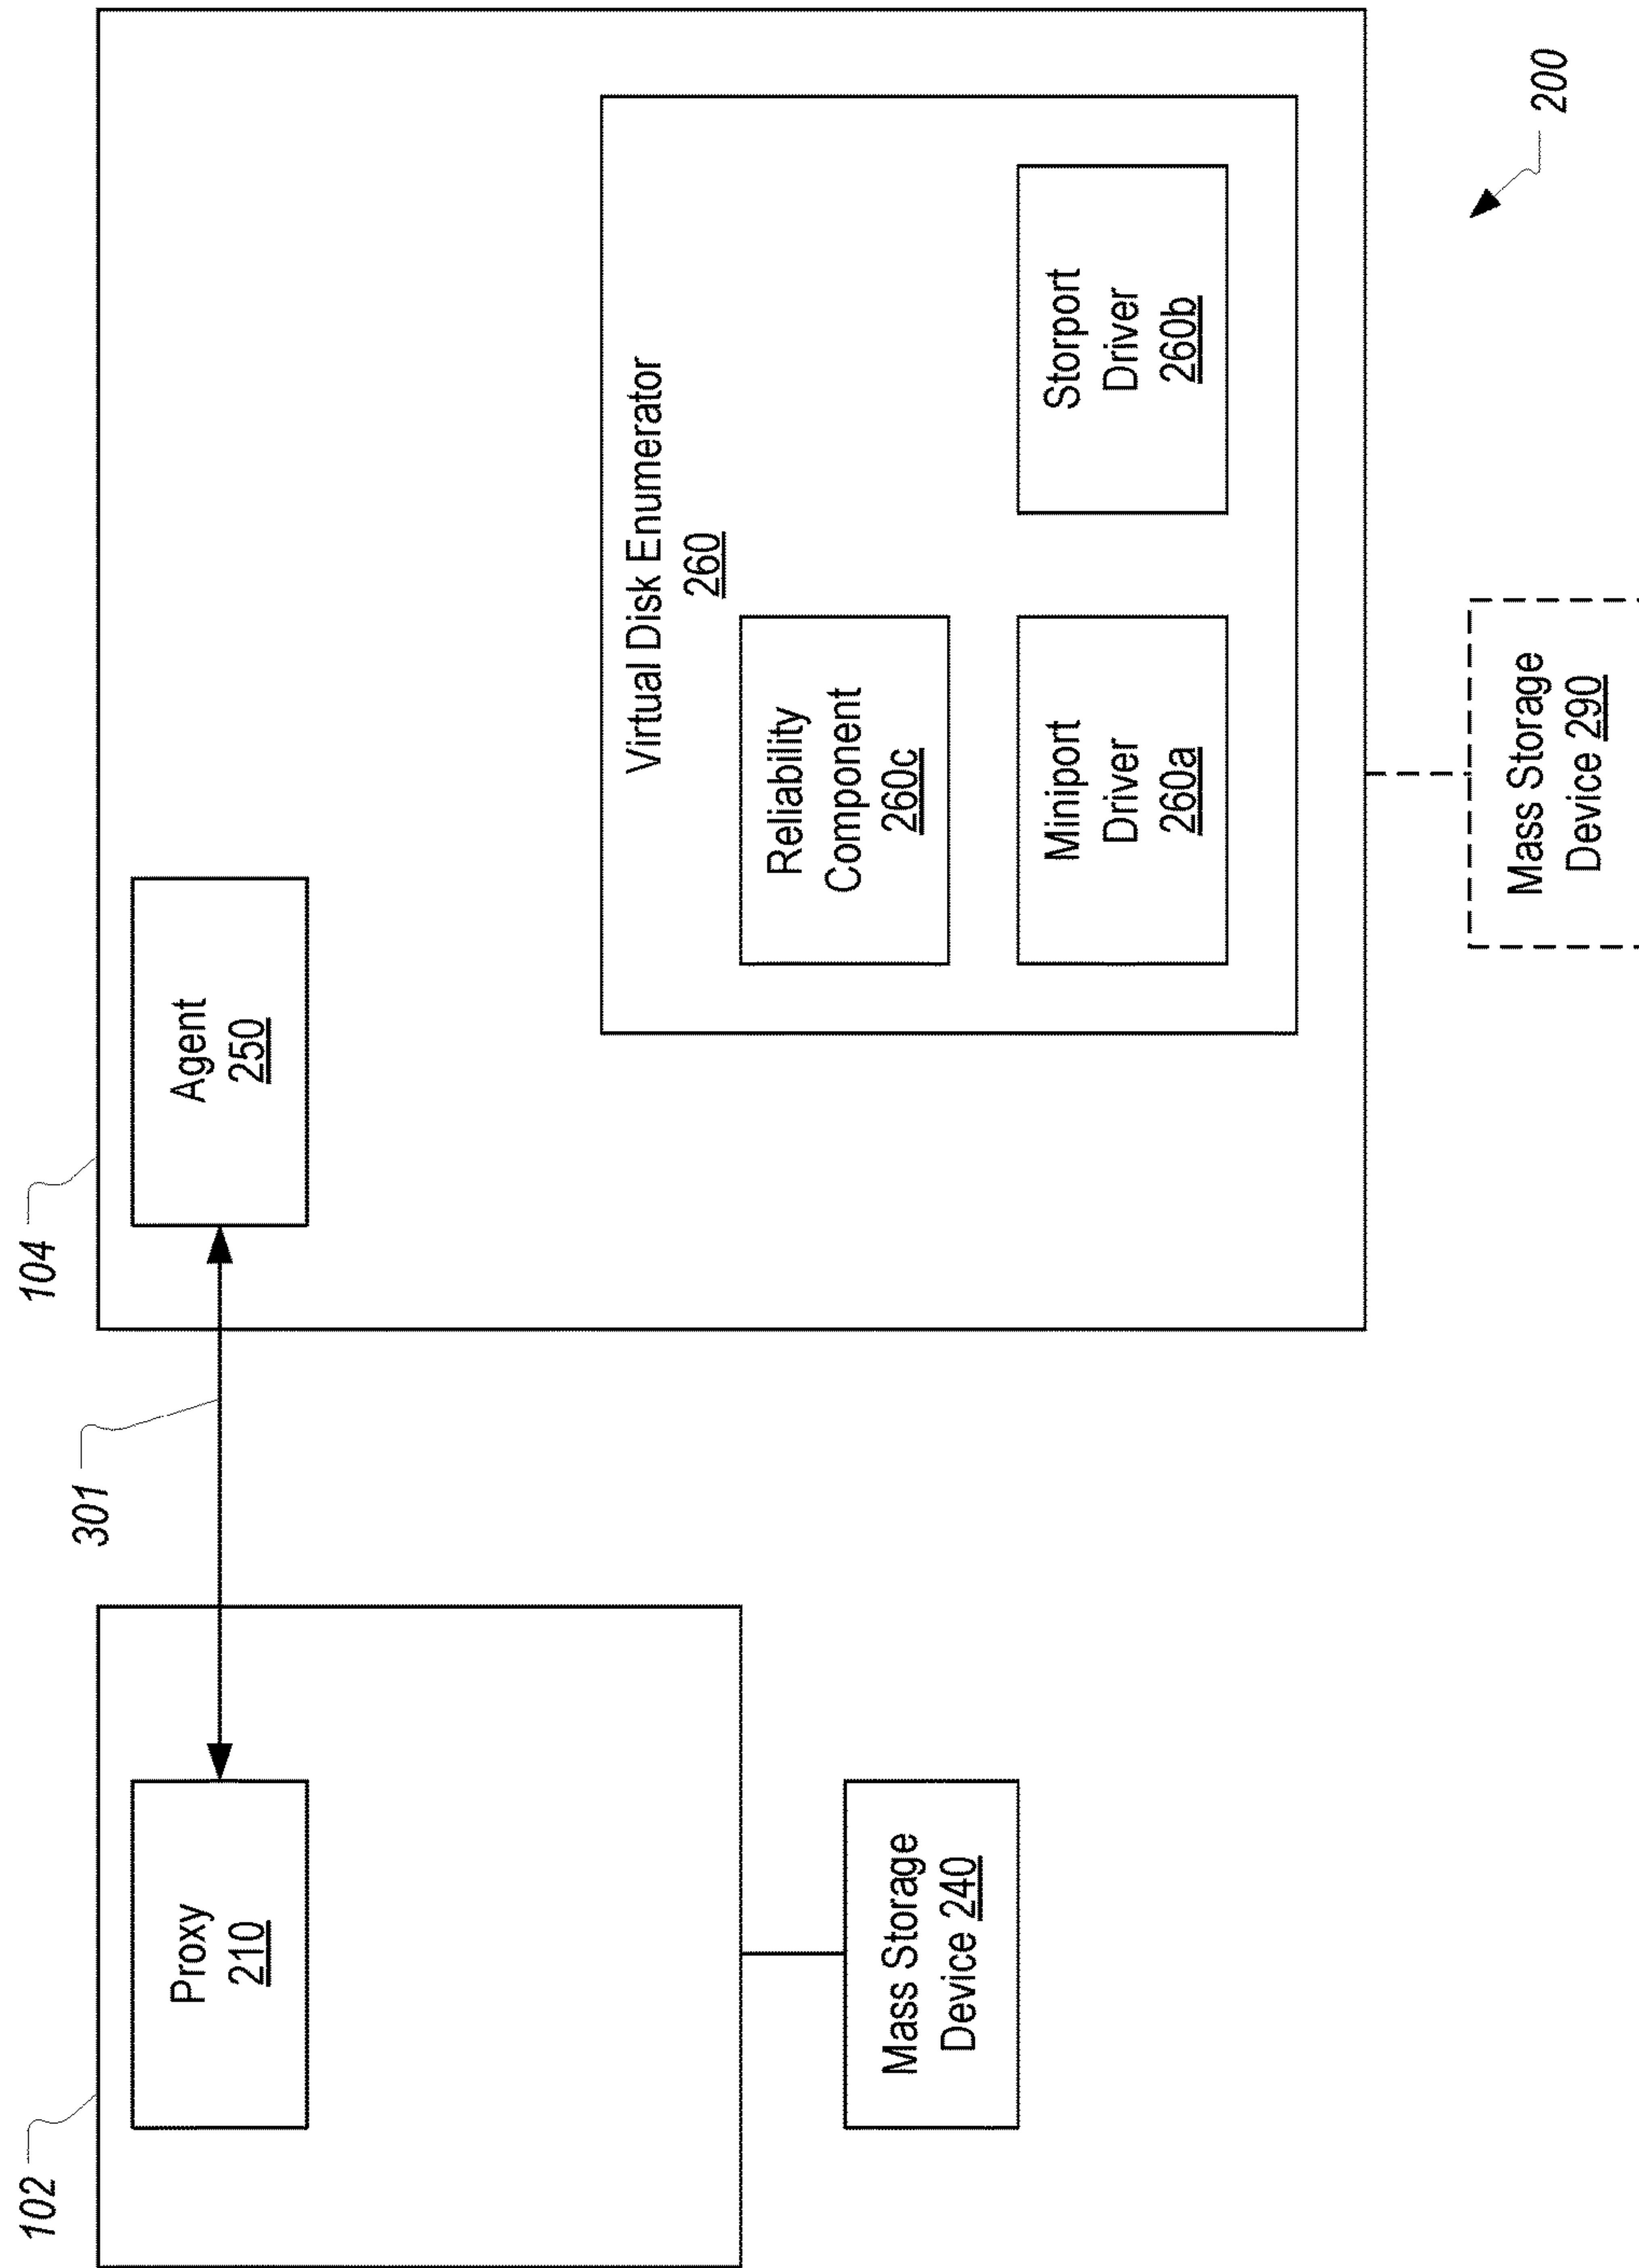 102
301
104
Proxy
210
Agent
250
Virtual Disk Enumerator
260
Reliability
Component
260c
Miniport
Driver
260a
Storport
Driver
260b
Mass Storage
Device 240
Mass Storage
Device 290
200